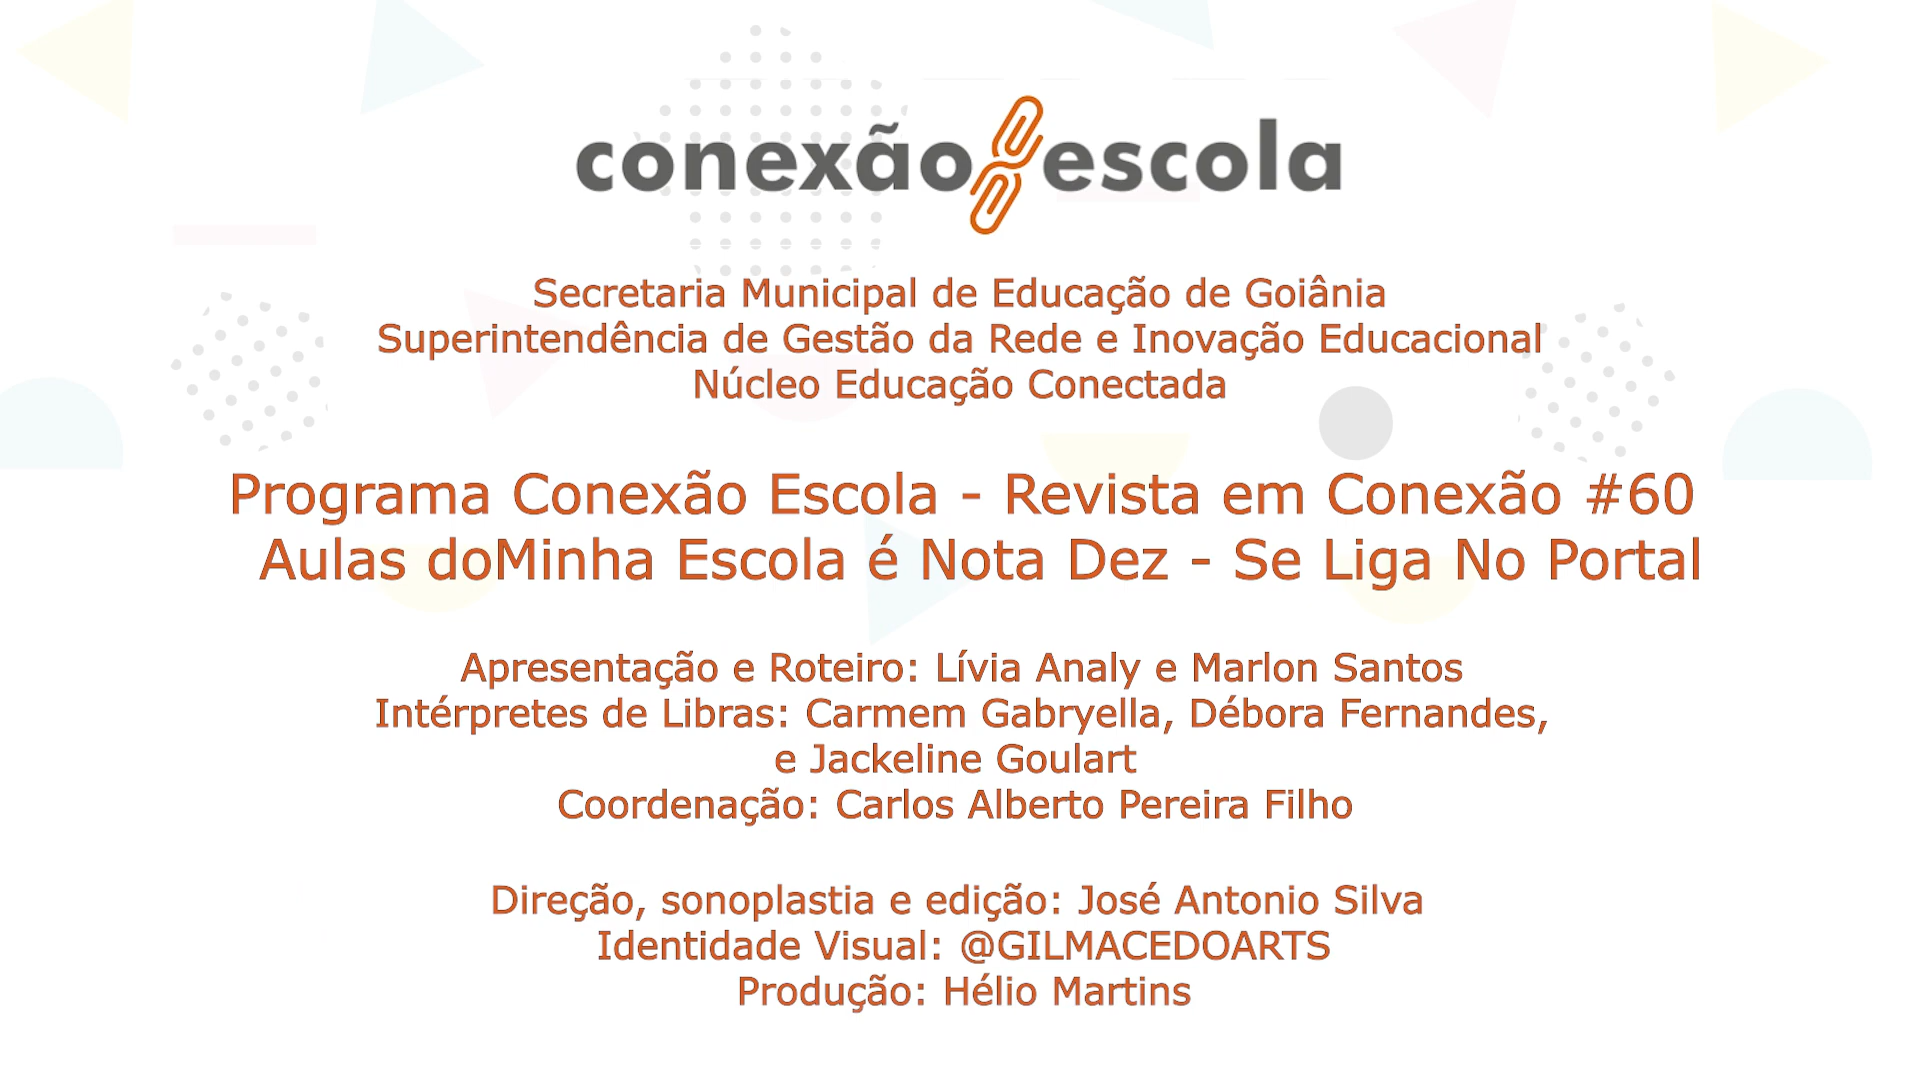 conexão escola
Secretaria Municipal de Educação de Goiânia
Superintendência de Gestão da Rede e Inovação Educacional
Núcleo Educação Conectada
Programa Conexão Escola - Revista em Conexão #60
Aulas doMinha Escola é Nota Dez - Se Liga No Portal
Apresentação e Roteiro: Lívia Analy e Marlon Santos
Intérpretes de Libras: Carmem Gabryella, Débora Fernandes,
e Jackeline Goulart
Coordenação: Carlos Alberto Pereira Filho
Direção, sonoplastia e edição: José Antonio Silva
Identidade Visual: @GILMACEDOARTS
Produção: Hélio Martins